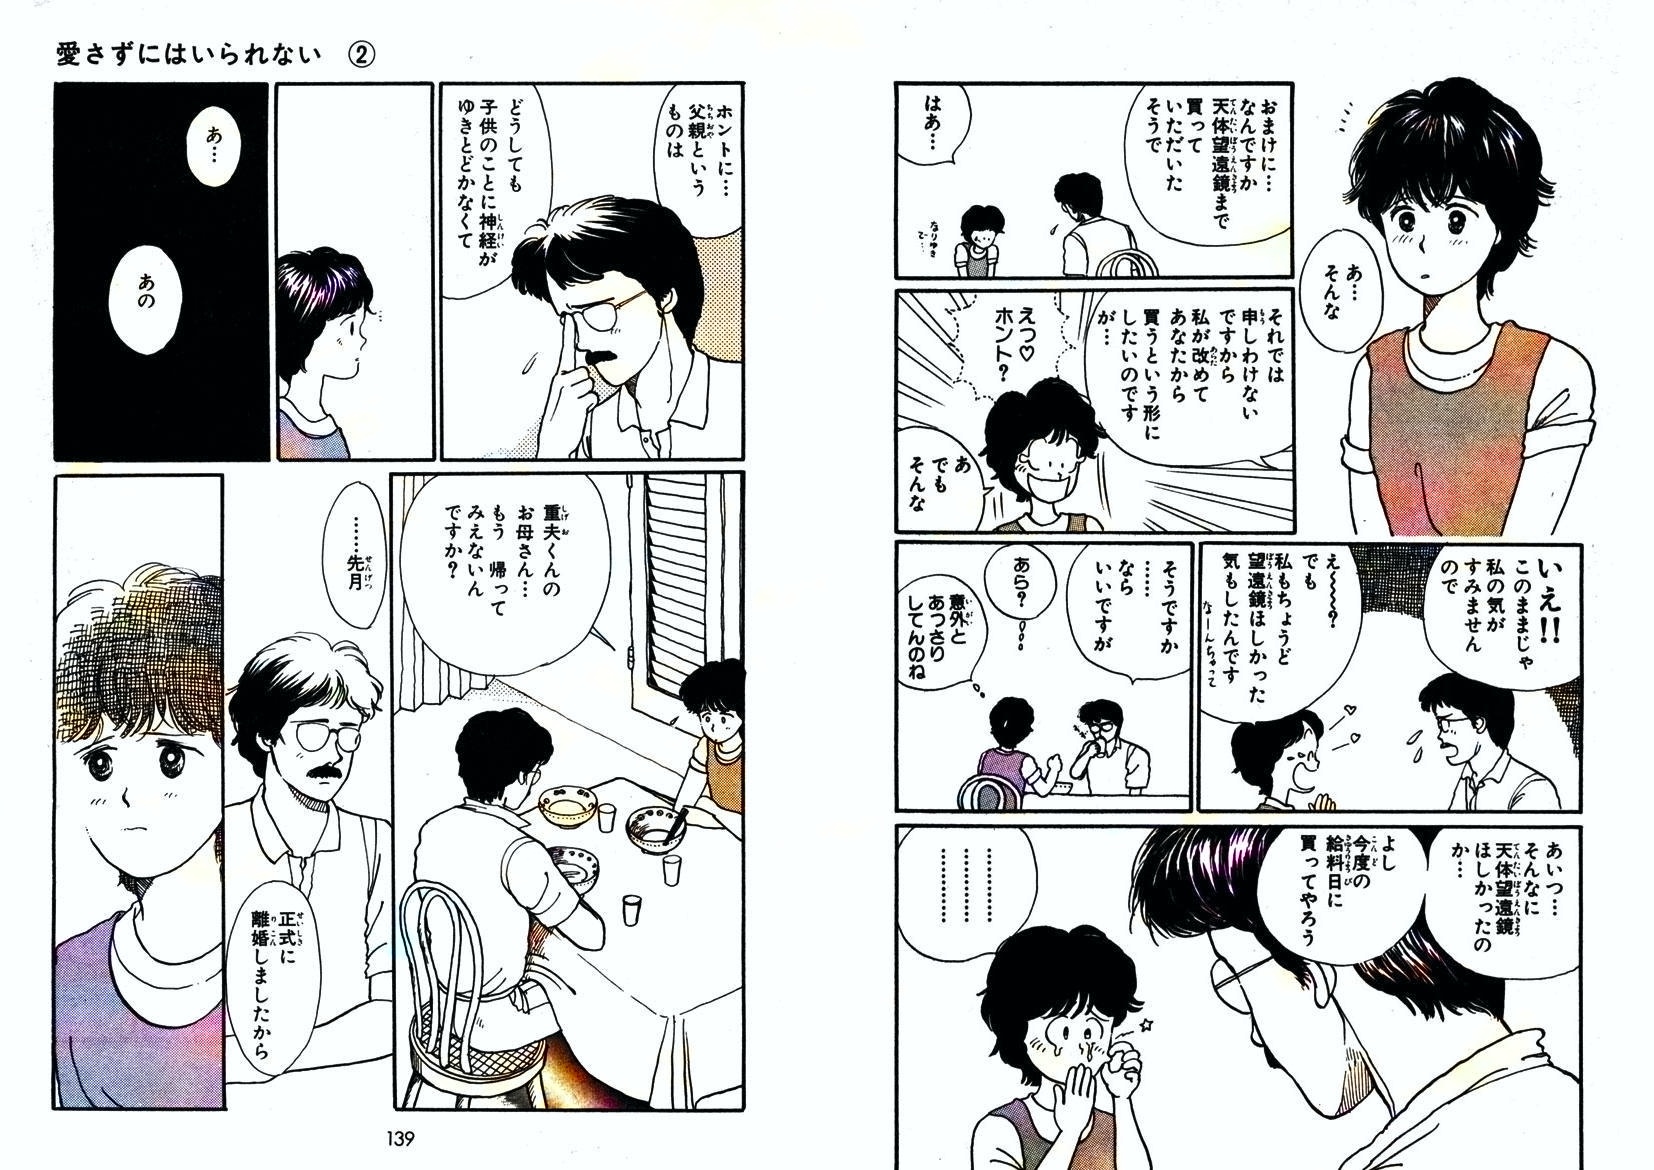 おまけに…
なんですか
天体望遠鏡まで
買って
いただいた
そうで
はあ…
なりゆき
で…
あ…
そんな
それでは
申しわけない
ですから
私が改めて
あなたから
買うという形に
したいのです
が…
えっ♡
ホント?
あ
でも
そんな
いえ!!
このままじゃ
私の気が
すみません
ので
え〜〜〜?
でも
私もちょうど
望遠鏡ほしかった
気もしたんです
なーんちゃって
そうですか
……
なら
いいですが
あら?
意外と
あっさり
してんのね
あいつ…
そんなに
天体望遠鏡
ほしかったの
か…
よし
今度の
給料日に
買ってやろう
…………
…………
…………
愛さずにはいられない ②
ホントに…
父親という
ものは
どうしても
子供のことに神経が
ゆきとどかなくて
あ…
あの
重夫くんの
お母さん…
もう 帰って
みえないん
ですか?
……先月
正式に
離婚しましたから
139